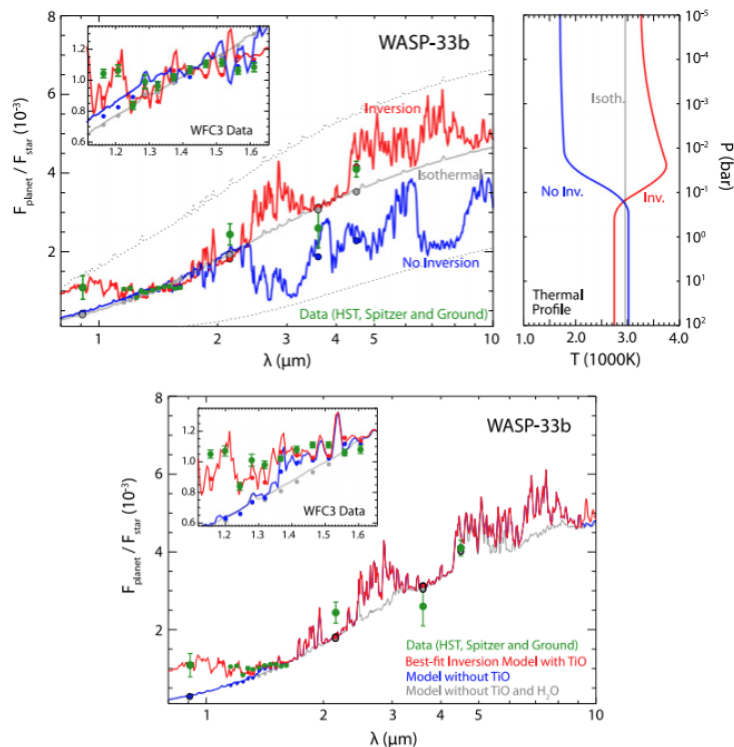 WASP-33b
Inversion
Isothermal
No Inversion
Data (HST, Spitzer and Ground)
WFC3 Data
1.2
1.0
0.8
0.6
1.2 1.3 1.4 1.5 1.6
8
6
4
2
F_planet / F_star (10^-3)
1 2 3 4 5 10
λ (μm)
Isoth.
No Inv.
Inv.
Thermal
Profile
10^-5
10^-4
10^-3
10^-2
10^-1
10^0
10^1
10^2
P (bar)
1.0 2.0 3.0 4.0
T (1000K)
WASP-33b
WFC3 Data
1.2
1.0
0.8
0.6
1.2 1.3 1.4 1.5 1.6
8
6
4
2
F_planet / F_star (10^-3)
Data (HST, Spitzer and Ground)
Best-fit Inversion Model with TiO
Model without TiO
Model without TiO and H₂O
1 2 3 4 5 10
λ (μm)